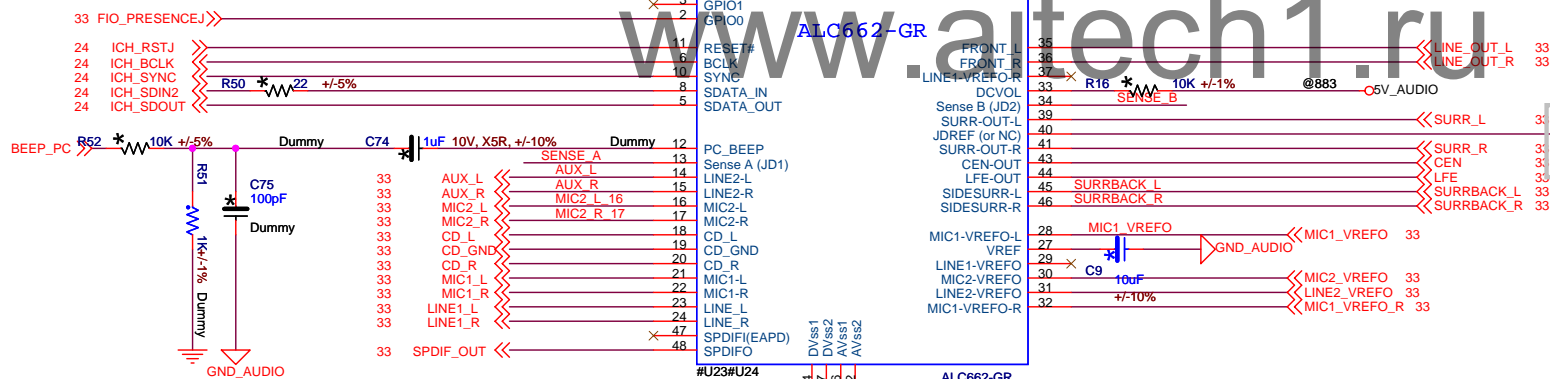 3 GPIO1
33 FIO_PRESENCEJ 2 GPIO0
www.aitech1.ru
ALC662-GR
24 ICH_RSTJ 11 RESET#
24 ICH_BCLK 6 BCLK
24 ICH_SYNC 10 SYNC
24 ICH_SDIN2 R50 * 22 +/-5% 8 SDATA_IN
24 ICH_SDOUT 5 SDATA_OUT
BEEP_PC R52 * 10K +/-5% Dummy C74 * 1uF 10V, X5R, +/-10% Dummy 12 PC_BEEP
SENSE_A 13 Sense A (JD1)
33 AUX_L AUX_L 14 LINE2-L
33 AUX_R AUX_R 15 LINE2-R
33 MIC2_L MIC2_L_16 16 MIC2-L
33 MIC2_R MIC2_R_17 17 MIC2-R
33 CD_L 18 CD_L
33 CD_GND 19 CD_GND
33 CD_R 20 CD_R
33 MIC1_L 21 MIC1-L
33 MIC1_R 22 MIC1-R
33 LINE1_L 23 LINE_L
33 LINE1_R 24 LINE_R
47 SPDIFI(EAPD)
33 SPDIF_OUT 48 SPDIFO
R51
1K +/-1% Dummy
C75
100pF
*
Dummy
GND_AUDIO
FRONT_L 35 LINE_OUT_L 33
FRONT_R 36 LINE_OUT_R 33
LINE1-VREFO-R 37
DCVOL 33 R16 * 10K +/-1% @883 5V_AUDIO
Sense B (JD2) 34 SENSE_B
SURR-OUT-L 39 SURR_L 33
JDREF (or NC) 40
SURR-OUT-R 41 SURR_R 33
CEN-OUT 43 CEN 33
LFE-OUT 44 LFE 33
SIDESURR-L 45 SURRBACK_L SURRBACK_L 33
SIDESURR-R 46 SURRBACK_R SURRBACK_R 33
MIC1-VREFO-L 28 MIC1_VREFO MIC1_VREFO 33
VREF 27 * GND_AUDIO
LINE1-VREFO 29
C9 10uF
+/-10%
MIC2-VREFO 30 MIC2_VREFO 33
LINE2-VREFO 31 LINE2_VREFO 33
MIC1-VREFO-R 32 MIC1_VREFO_R 33
DVss1
DVss2
AVss1
AVss2
#U23#U24
ALC662-GR